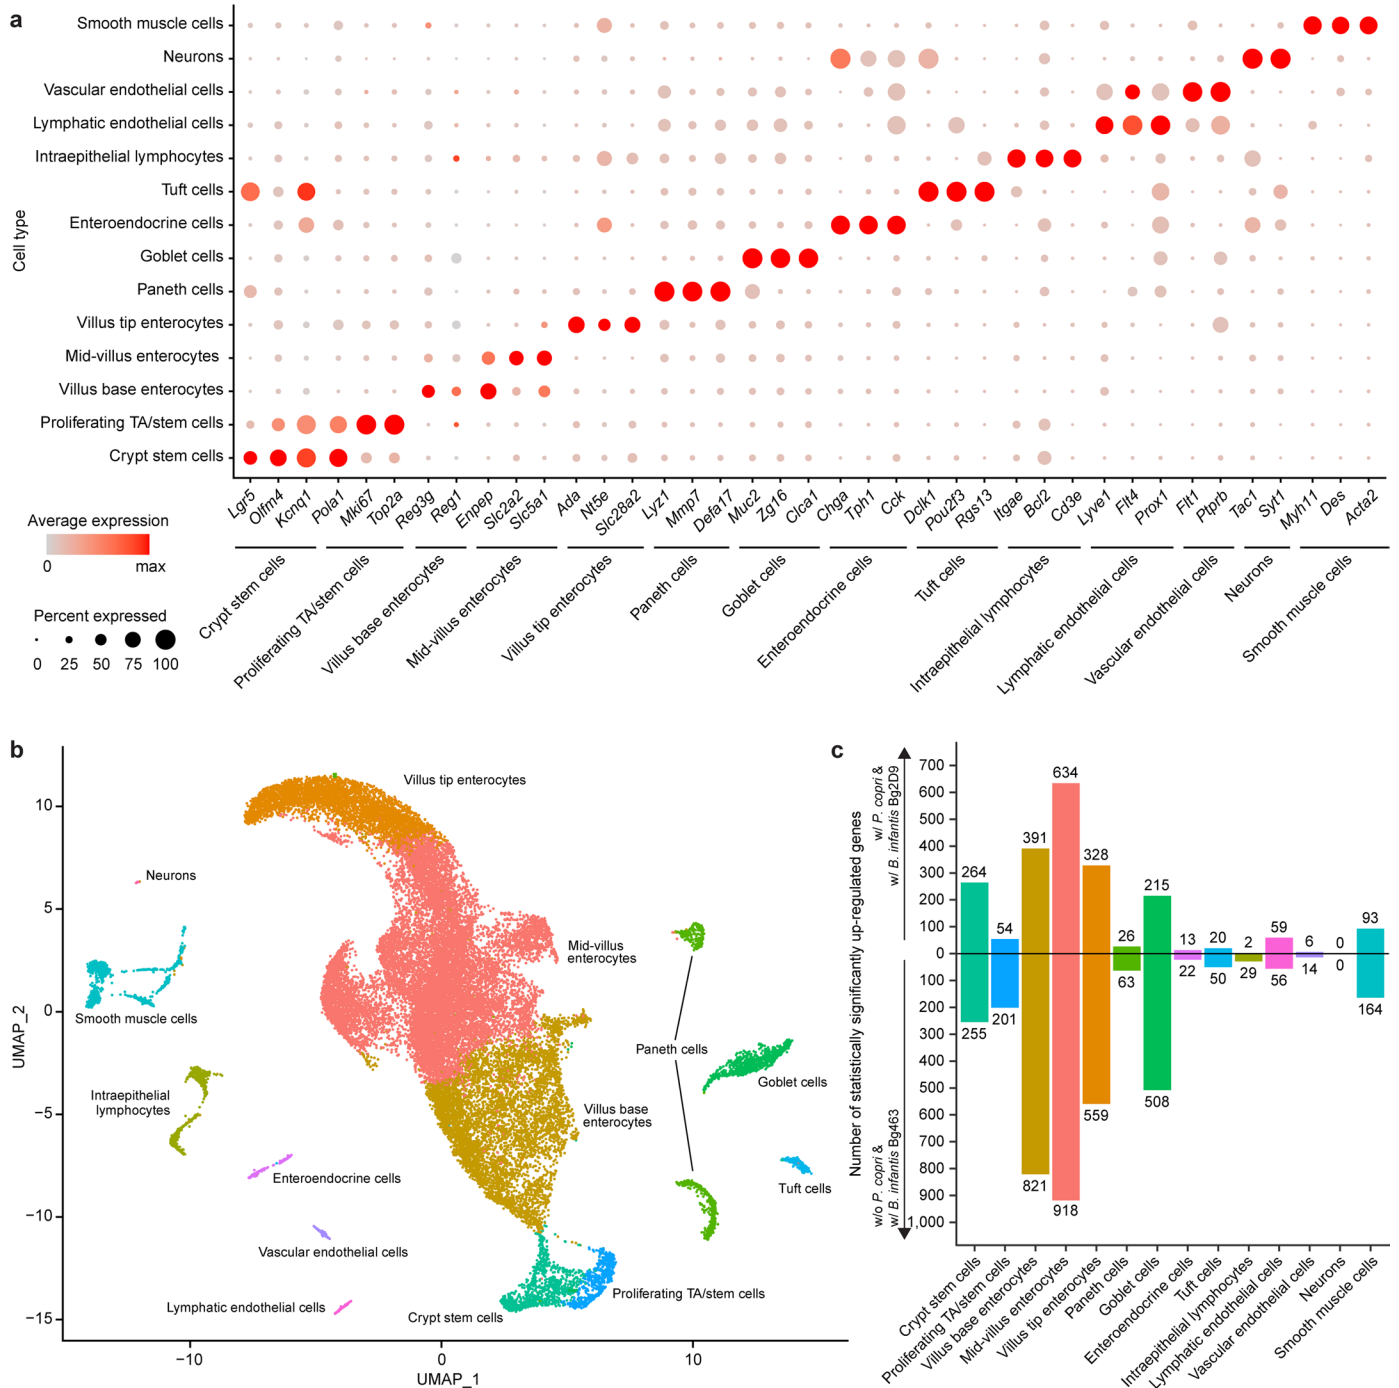 a
Cell type
Smooth muscle cells
Neurons
Vascular endothelial cells
Lymphatic endothelial cells
Intraepithelial lymphocytes
Tuft cells
Enteroendocrine cells
Goblet cells
Paneth cells
Villus tip enterocytes
Mid-villus enterocytes
Villus base enterocytes
Proliferating TA/stem cells
Crypt stem cells
Lgr5 Olfm4 Kcnq1 Pola1 Mki67 Top2a Reg3g Reg1 Enpep Slc2a2 Slc5a1 Ada Nt5e Slc28a2 Lyz1 Mmp7 Defa17 Muc2 Zg16 Clca1 Chga Tph1 Cck Dclk1 Pou2f3 Rgs13 Itgae Bcl2 Cd3e Lyve1 Flt4 Prox1 Flt1 Ptprb Tac1 Syt1 Myh11 Des Acta2
Crypt stem cells
Proliferating TA/stem cells
Villus base enterocytes
Mid-villus enterocytes
Villus tip enterocytes
Paneth cells
Goblet cells
Enteroendocrine cells
Tuft cells
Intraepithelial lymphocytes
Lymphatic endothelial cells
Vascular endothelial cells
Neurons
Smooth muscle cells
Average expression
0 max
Percent expressed
0 25 50 75 100
b
UMAP_2
10
5
0
−5
−10
−15
Villus tip enterocytes
Neurons
Mid-villus
enterocytes
Smooth muscle cells
Paneth cells
Goblet cells
Intraepithelial
lymphocytes
Villus base
enterocytes
Enteroendocrine cells
Tuft cells
Vascular endothelial cells
Lymphatic endothelial cells
Proliferating TA/stem cells
Crypt stem cells
−10 0 10
UMAP_1
c
w/ P. copri &
w/ B. infantis Bg2D9
w/o P. copri &
w/ B. infantis Bg463
Number of statistically significantly up-regulated genes
700
600
500
400
300
200
100
0
100
200
300
400
500
600
700
800
900
1,000
264 54 391 634 328 26 215 13 20 2 59 6 0 93
255 201 821 918 559 63 508 22 50 29 56 14 0 164
Crypt stem cells
Proliferating TA/stem cells
Villus base enterocytes
Mid-villus enterocytes
Villus tip enterocytes
Paneth cells
Goblet cells
Enteroendocrine cells
Tuft cells
Intraepithelial lymphocytes
Lymphatic endothelial cells
Vascular endothelial cells
Neurons
Smooth muscle cells